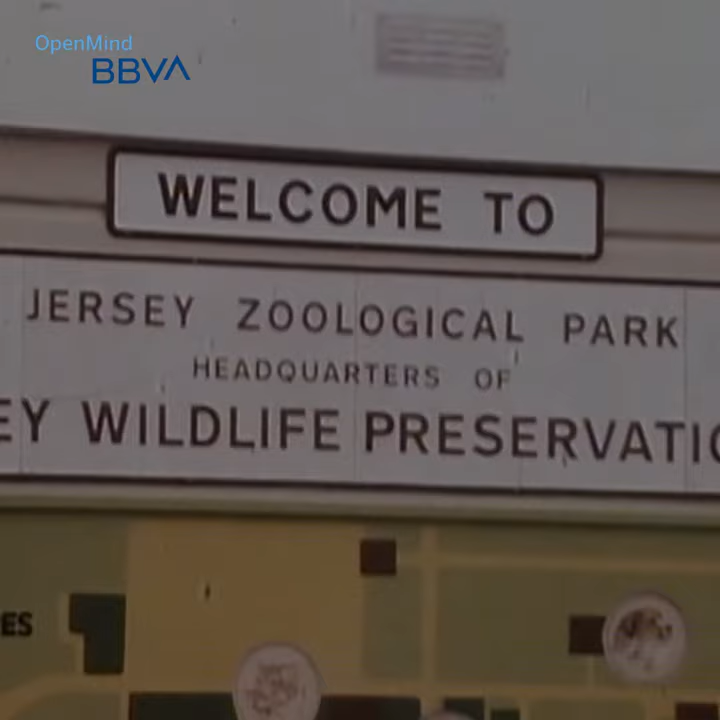 OpenMind
BBVA
WELCOME TO
JERSEY ZOOLOGICAL PARK
HEADQUARTERS OF
EY WILDLIFE PRESERVATIO
ES